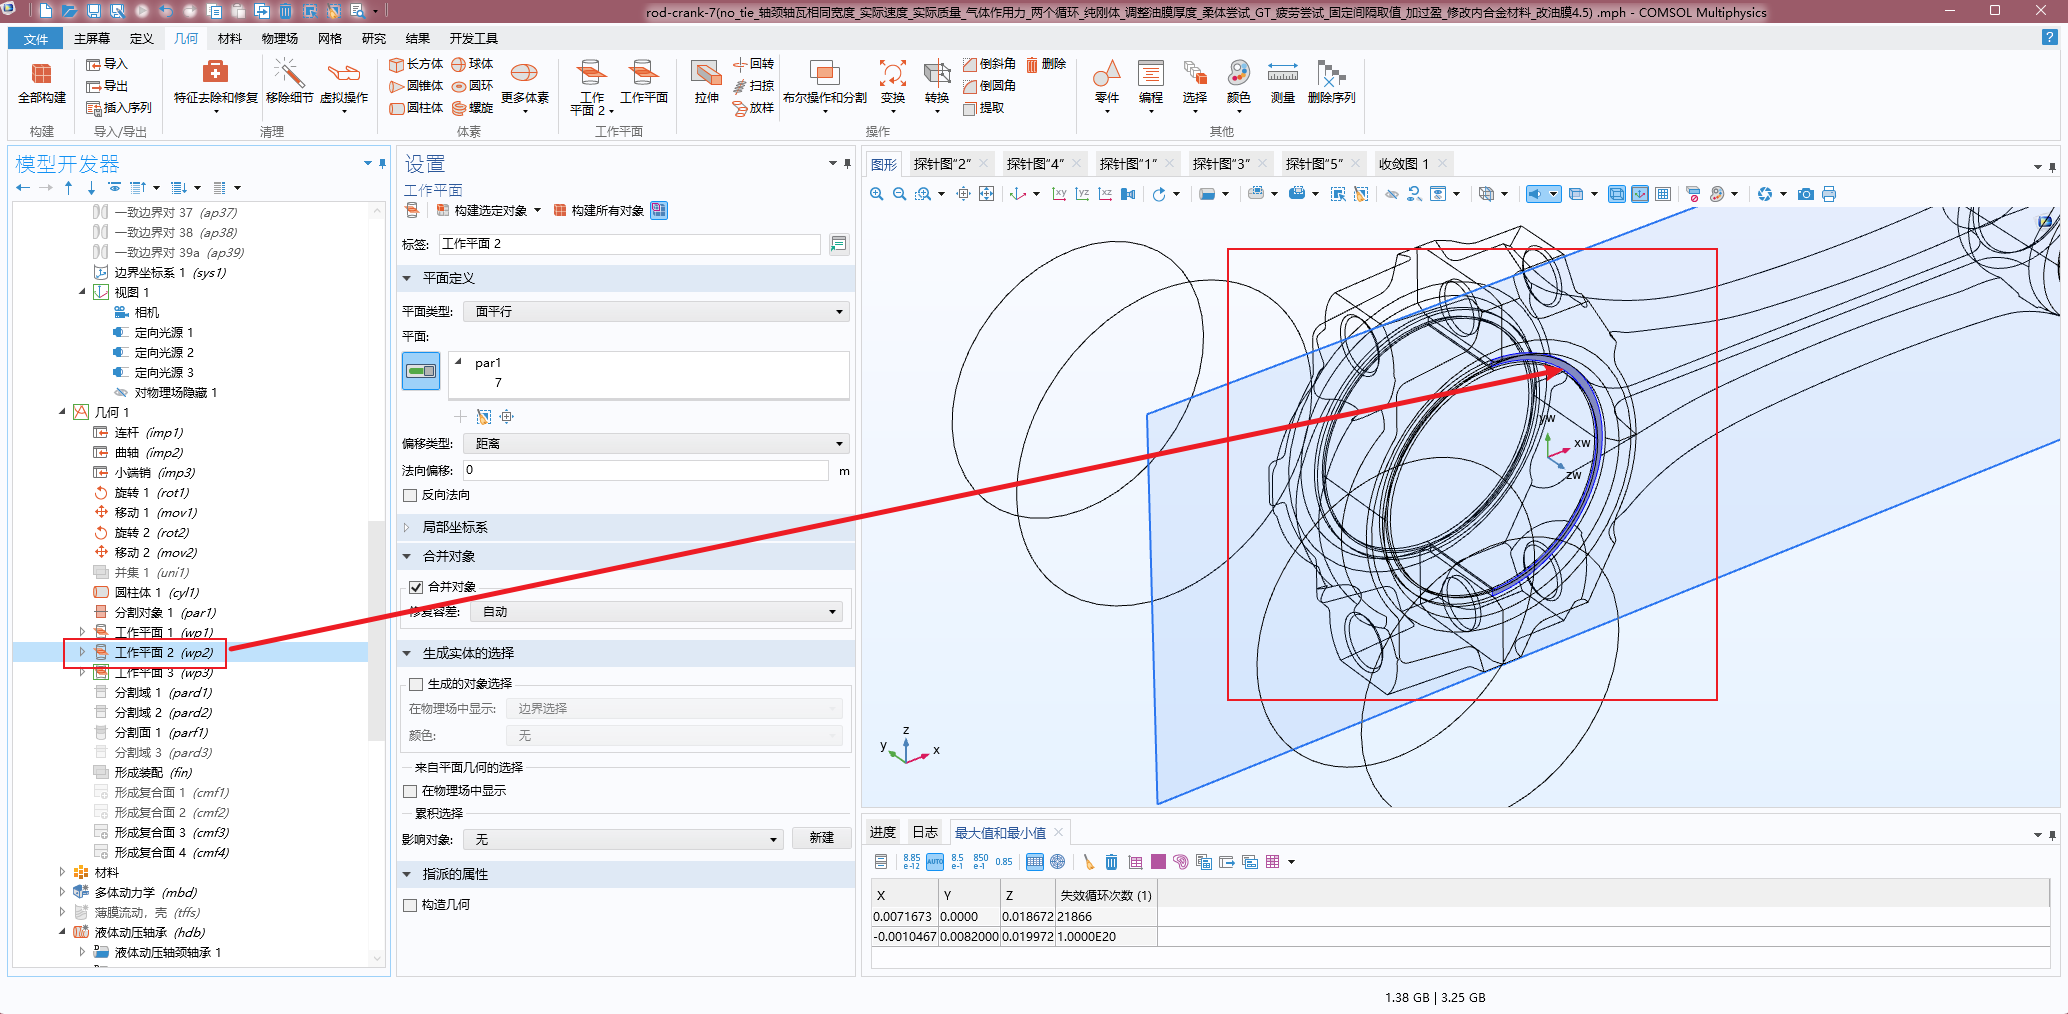 rod-crank-7(no_tie_轴颈轴瓦相同宽度_实际速度_实际质量_气体作用力_两个循环_纯刚体_调整油膜厚度_柔体尝试_GT_疲劳尝试_固定间隔取值_加过盈_修改内合金材料_改油膜4.5) .mph - COMSOL Multiphysics
文件 主屏幕 定义 几何 材料 物理场 网格 研究 结果 开发工具
全部构建
构建
导入
导出
插入序列
导入/导出
特征去除和修复 移除细节 虚拟操作
清理
长方体 球体
圆锥体 圆环
圆柱体 螺旋
更多体素
体素
工作
平面 2
工作平面
工作平面
拉伸
回转
扫掠
放样
布尔操作和分割 变换 转换
倒斜角 删除
倒圆角
提取
操作
零件 编程 选择 颜色 测量 删除序列
其他
模型开发器
一致边界对 37 (ap37)
一致边界对 38 (ap38)
一致边界对 39a (ap39)
边界坐标系 1 (sys1)
视图 1
相机
定向光源 1
定向光源 2
定向光源 3
对物理场隐藏 1
几何 1
连杆 (imp1)
曲轴 (imp2)
小端销 (imp3)
旋转 1 (rot1)
移动 1 (mov1)
旋转 2 (rot2)
移动 2 (mov2)
并集 1 (uni1)
圆柱体 1 (cyl1)
分割对象 1 (par1)
工作平面 1 (wp1)
工作平面 2 (wp2)
工作平面 3 (wp3)
分割域 1 (pard1)
分割域 2 (pard2)
分割面 1 (parf1)
分割域 3 (pard3)
形成装配 (fin)
形成复合面 1 (cmf1)
形成复合面 2 (cmf2)
形成复合面 3 (cmf3)
形成复合面 4 (cmf4)
材料
多体动力学 (mbd)
薄膜流动，壳 (tffs)
液体动压轴承 (hdb)
液体动压轴颈轴承 1
设置
工作平面
构建选定对象 构建所有对象
标签: 工作平面 2
平面定义
平面类型: 面平行
平面:
par1
7
偏移类型: 距离
法向偏移: 0 m
反向法向
局部坐标系
合并对象
合并对象
修复容差: 自动
生成实体的选择
生成的对象选择
在物理场中显示: 边界选择
颜色: 无
来自平面几何的选择
在物理场中显示
累积选择
影响对象: 无 新建
指派的属性
构造几何
图形 探针图“2” 探针图“4” 探针图“1” 探针图“3” 探针图“5” 收敛图 1
xy yz xz
yw
xw
zw
z
y
x
进度 日志 最大值和最小值
8.85 e-12 AUTO 8.5 e-1 850 e-1 0.85
X Y Z 失效循环次数 (1)
0.0071673 0.0000 0.018672 21866
-0.0010467 0.0082000 0.019972 1.0000E20
1.38 GB | 3.25 GB